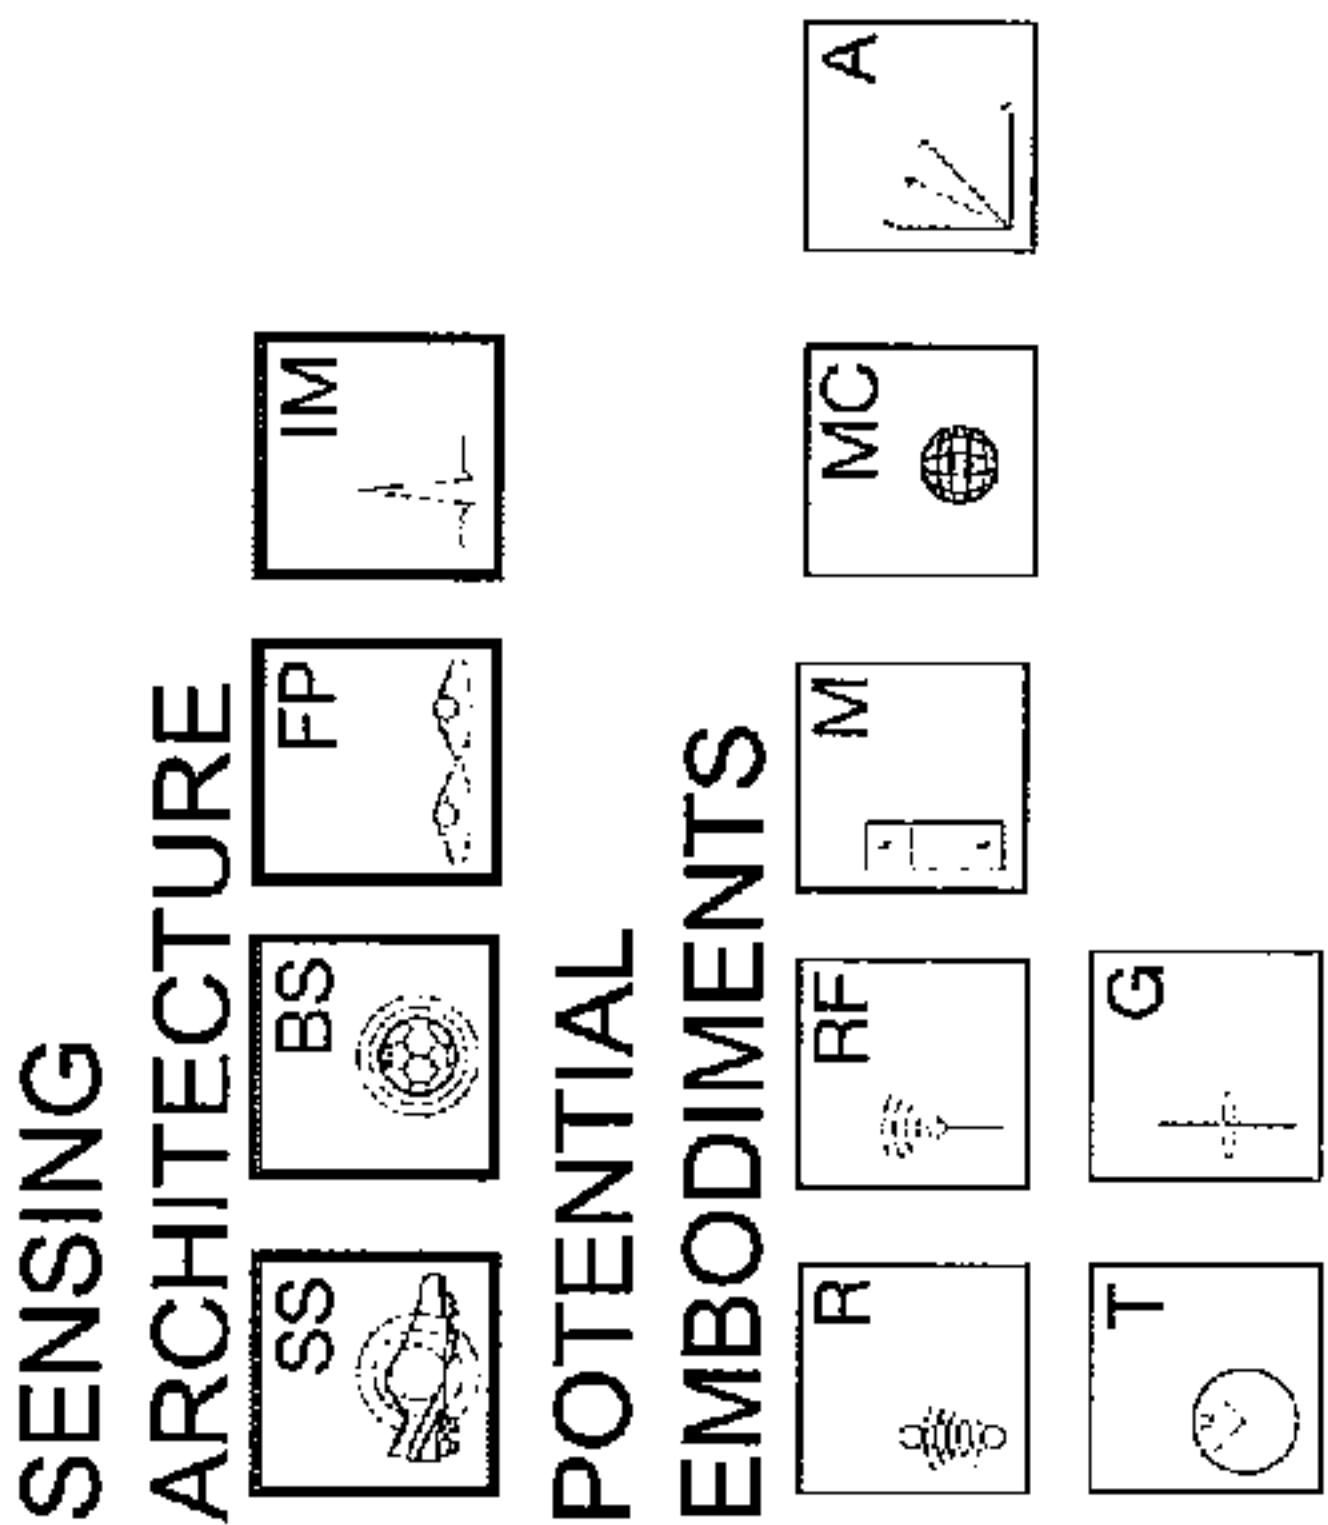 SENSING
ARCHITECTURE
SS BS FP IM
POTENTIAL
EMBODIMENTS
R RF M MC A
T G